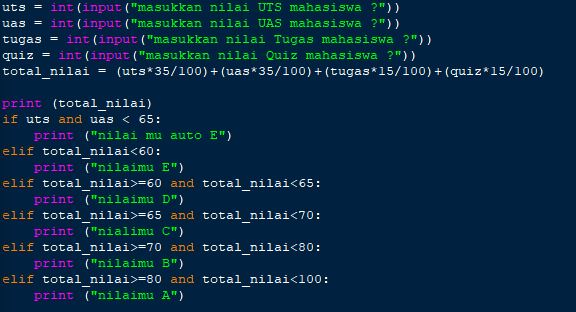 uts = int(input("masukkan nilai UTS mahasiswa ?"))
uas = int(input("masukkan nilai UAS mahasiswa ?"))
tugas = int(input("masukkan nilai Tugas mahasiswa ?"))
quiz = int(input("masukkan nilai Quiz mahasiswa ?"))
total_nilai = (uts*35/100)+(uas*35/100)+(tugas*15/100)+(quiz*15/100)

print (total_nilai)
if uts and uas < 65:
    print ("nilai mu auto E")
elif total_nilai<60:
    print ("nilaimu E")
elif total_nilai>=60 and total_nilai<65:
    print ("nilaimu D")
elif total_nilai>=65 and total_nilai<70:
    print ("nialimu C")
elif total_nilai>=70 and total_nilai<80:
    print ("nilaimu B")
elif total_nilai>=80 and total_nilai<100:
    print ("nilaimu A")